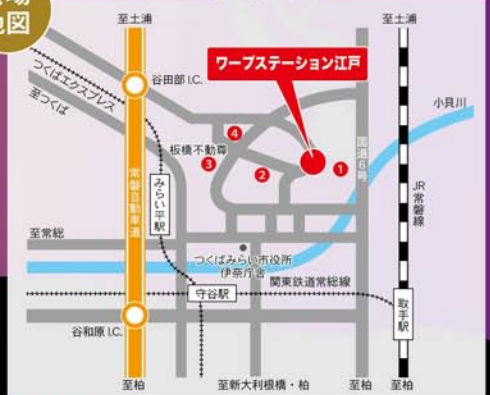 地図
至土浦
至土浦
ワープステーション江戸
谷田部 I.C.
つくばエクスプレス
至つくば
小貝川
④
板橋不動尊
③
②
①
国道6号
みらい平駅
常磐自動車道
JR常磐線
至常総
つくばみらい市役所
伊奈庁舎
関東鉄道常総線
守谷駅
取手駅
谷和原 I.C.
至柏
至新大利根橋・柏
至柏
至柏